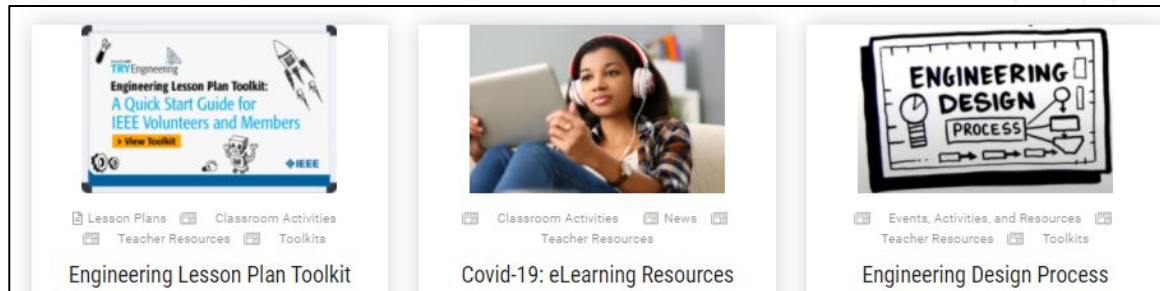 TRYEngineering
Engineering Lesson Plan Toolkit:
A Quick Start Guide for
IEEE Volunteers and Members
> View Toolkit
IEEE
Lesson Plans Classroom Activities
Teacher Resources Toolkits
Engineering Lesson Plan Toolkit
Classroom Activities News
Teacher Resources
Covid-19: eLearning Resources
ENGINEERING
DESIGN
PROCESS
Events, Activities, and Resources
Teacher Resources Toolkits
Engineering Design Process